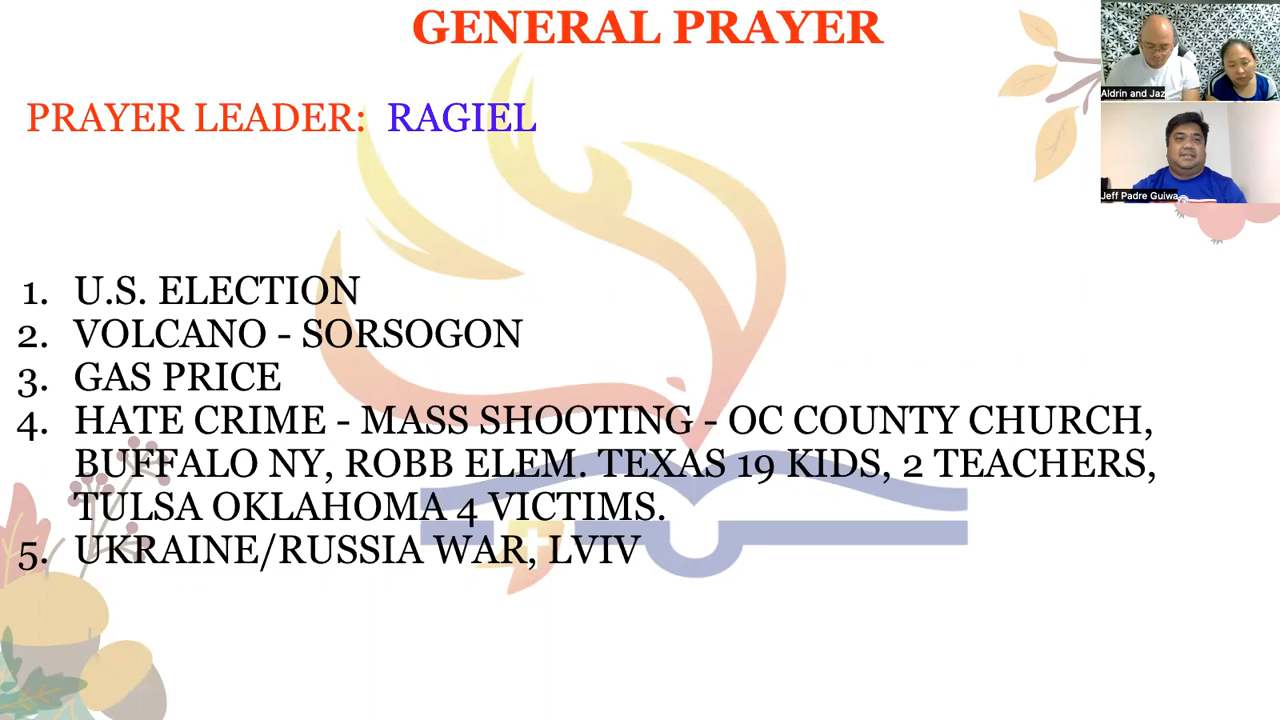 GENERAL PRAYER
PRAYER LEADER: RAGIEL
1. U.S. ELECTION
2. VOLCANO - SORSOGON
3. GAS PRICE
4. HATE CRIME - MASS SHOOTING - OC COUNTY CHURCH,
BUFFALO NY, ROBB ELEM. TEXAS 19 KIDS, 2 TEACHERS,
TULSA OKLAHOMA 4 VICTIMS.
5. UKRAINE/RUSSIA WAR, LVIV
Aldrin and Jaz
Jeff Padre Guiwa